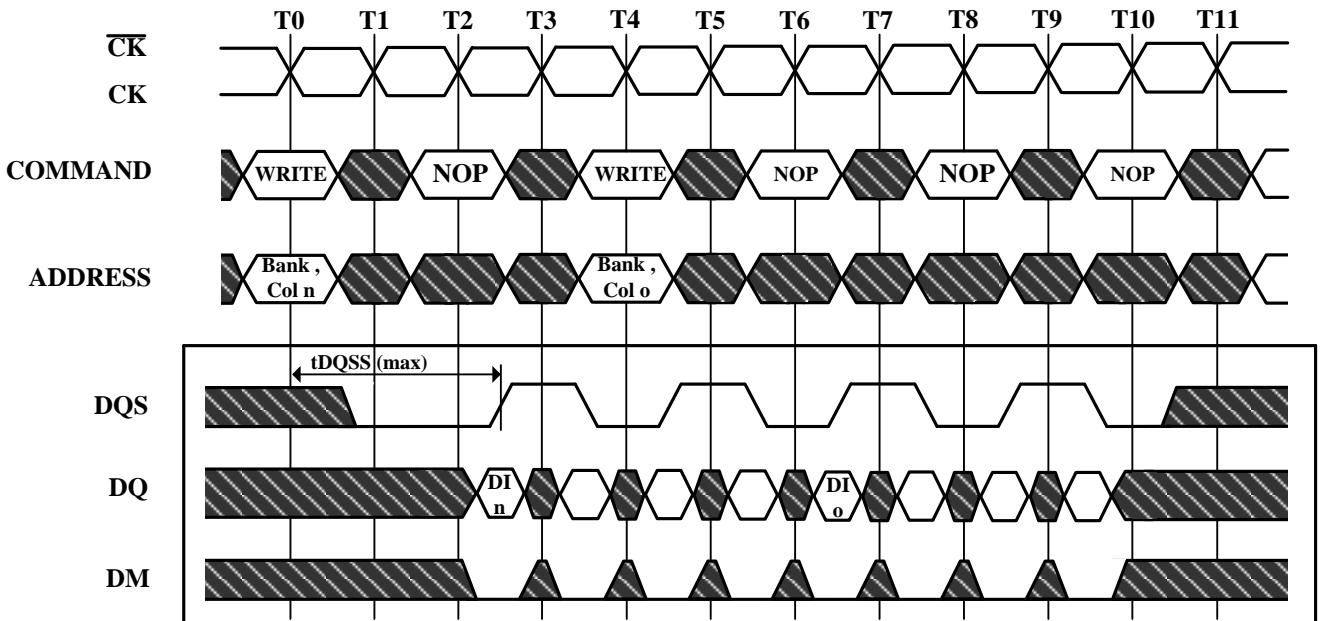 T0 T1 T2 T3 T4 T5 T6 T7 T8 T9 T10 T11
CK
CK
COMMAND
WRITE NOP WRITE NOP NOP NOP
ADDRESS
Bank ,
Col n
Bank ,
Col o
tDQSS (max)
DQS
DQ
DI
n
DI
o
DM